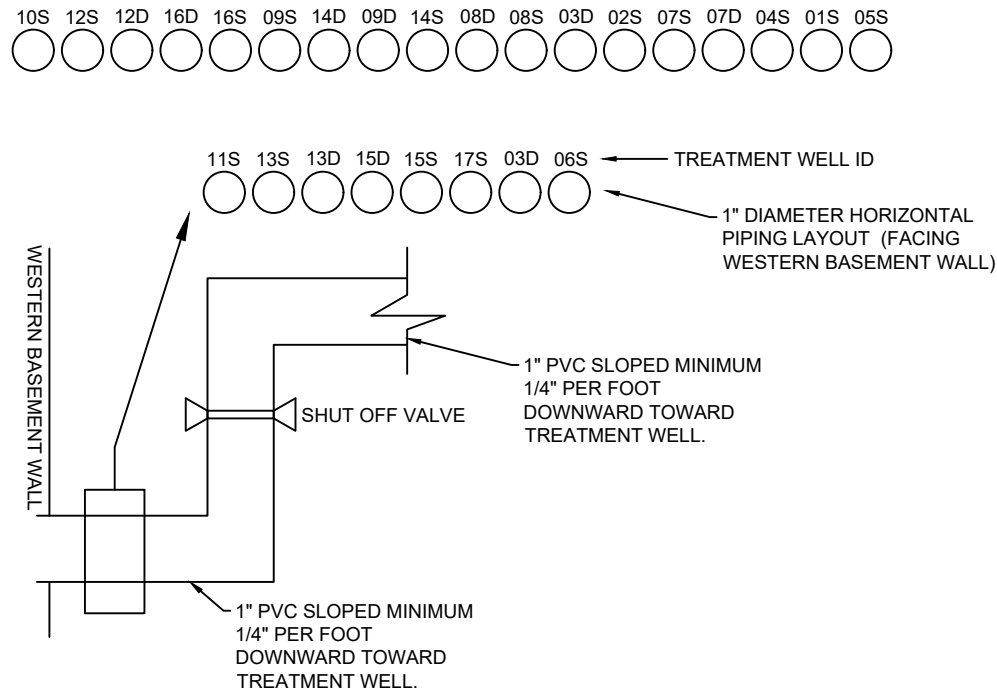 10S 12S 12D 16D 16S 09S 14D 09D 14S 08D 08S 03D 02S 07S 07D 04S 01S 05S
11S 13S 13D 15D 15S 17S 03D 06S TREATMENT WELL ID
1" DIAMETER HORIZONTAL
PIPING LAYOUT (FACING
WESTERN BASEMENT WALL)
WESTERN BASEMENT WALL
1" PVC SLOPED MINIMUM
1/4" PER FOOT
DOWNWARD TOWARD
TREATMENT WELL.
SHUT OFF VALVE
1" PVC SLOPED MINIMUM
1/4" PER FOOT
DOWNWARD TOWARD
TREATMENT WELL.